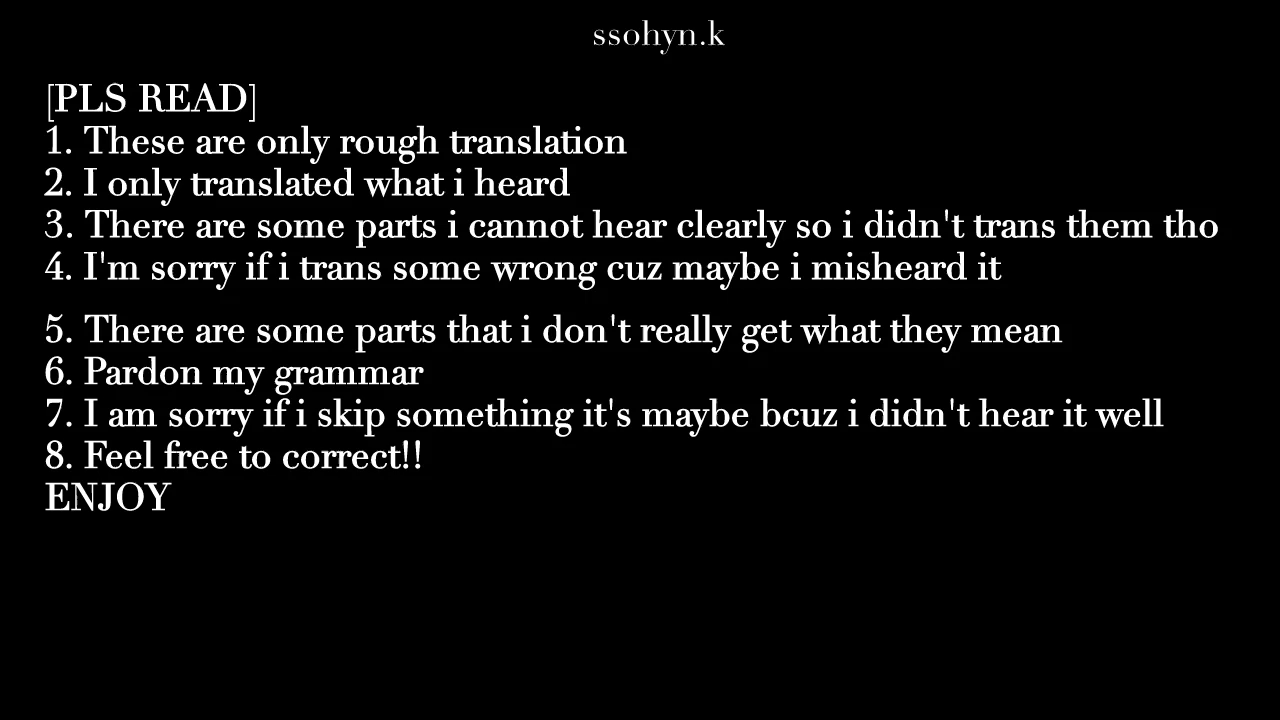 ssohyn.k
[PLS READ]
1. These are only rough translation
2. I only translated what i heard
3. There are some parts i cannot hear clearly so i didn't trans them tho
4. I'm sorry if i trans some wrong cuz maybe i misheard it
5. There are some parts that i don't really get what they mean
6. Pardon my grammar
7. I am sorry if i skip something it's maybe bcuz i didn't hear it well
8. Feel free to correct!!
ENJOY